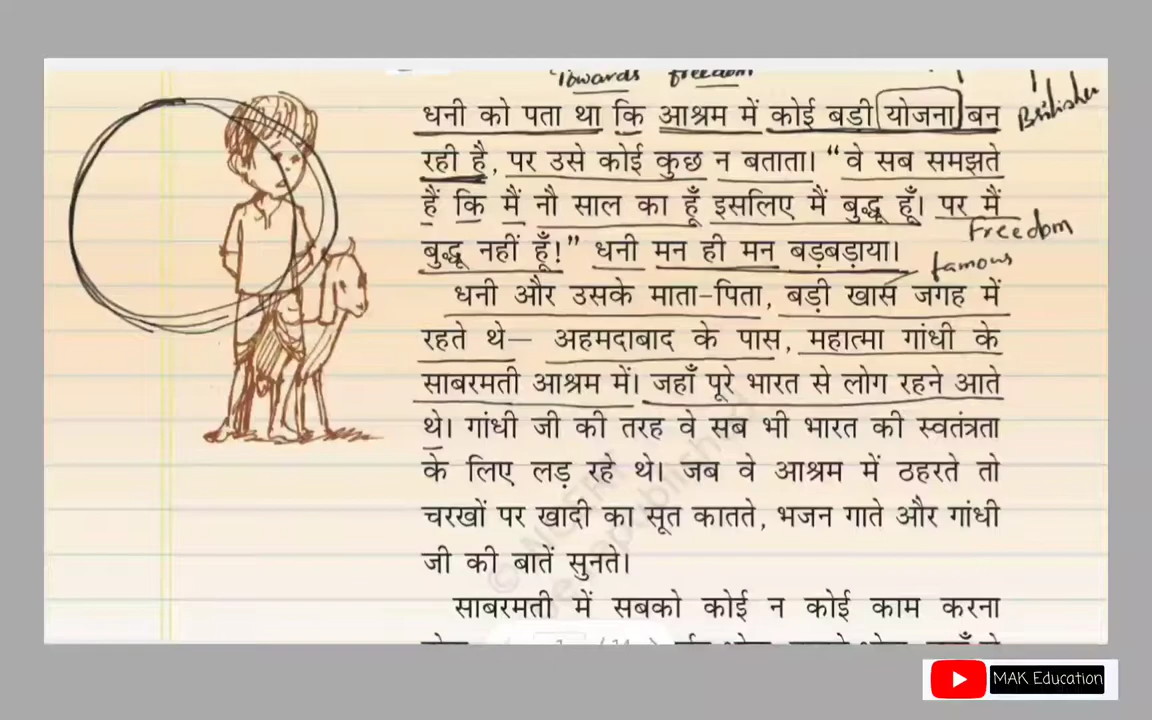 Towards freedom
धनी को पता था कि आश्रम में कोई बडी योजना बन
Britisher
रही है, पर उसे कोई कुछ न बताता। “वे सब समझते
हैं कि मैं नौ साल का हूँ इसलिए मैं बुद्धू हूँ। पर मैं
Freedom
बुद्धू नहीं हूँ!” धनी मन ही मन बड़बड़ाया।
famous
धनी और उसके माता-पिता, बड़ी खास जगह में
रहते थे— अहमदाबाद के पास, महात्मा गांधी के
साबरमती आश्रम में। जहाँ पूरे भारत से लोग रहने आते
थे। गांधी जी की तरह वे सब भी भारत की स्वतंत्रता
के लिए लड़ रहे थे। जब वे आश्रम में ठहरते तो
चरखों पर खादी का सूत कातते, भजन गाते और गांधी
जी की बातें सुनते।
साबरमती में सबको कोई न कोई काम करना
MAK Education